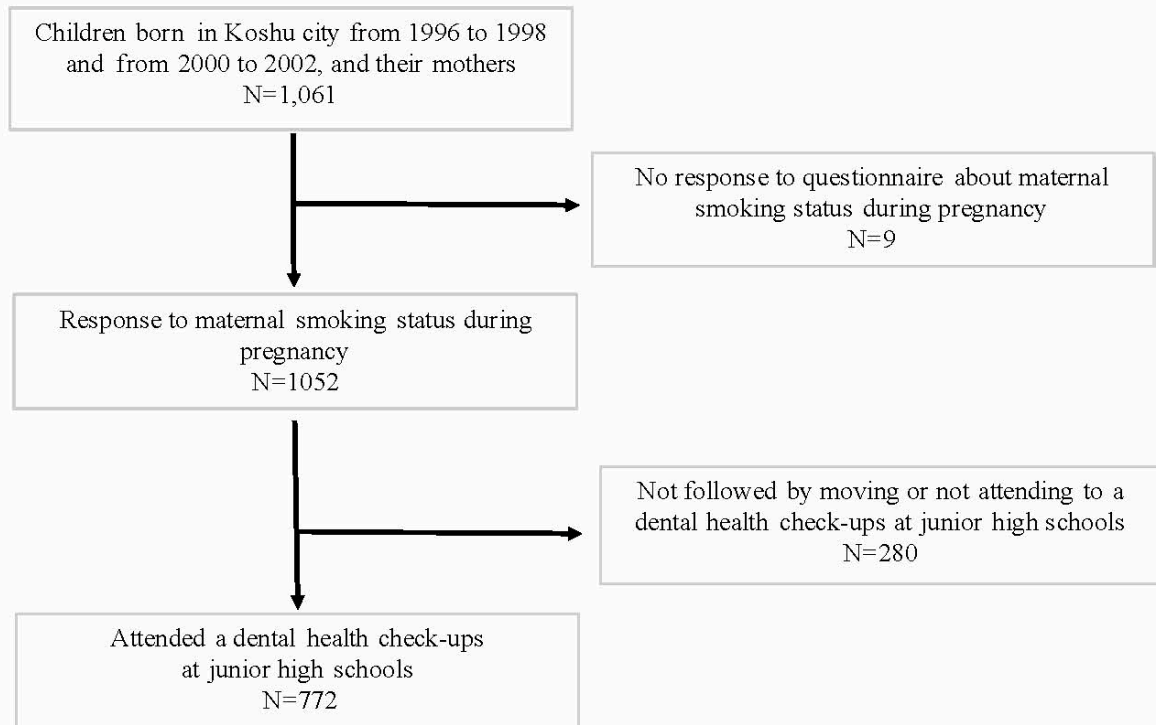 Children born in Koshu city from 1996 to 1998
and from 2000 to 2002, and their mothers
N=1,061
No response to questionnaire about maternal
smoking status during pregnancy
N=9
Response to maternal smoking status during
pregnancy
N=1052
Not followed by moving or not attending to a
dental health check-ups at junior high schools
N=280
Attended a dental health check-ups
at junior high schools
N=772